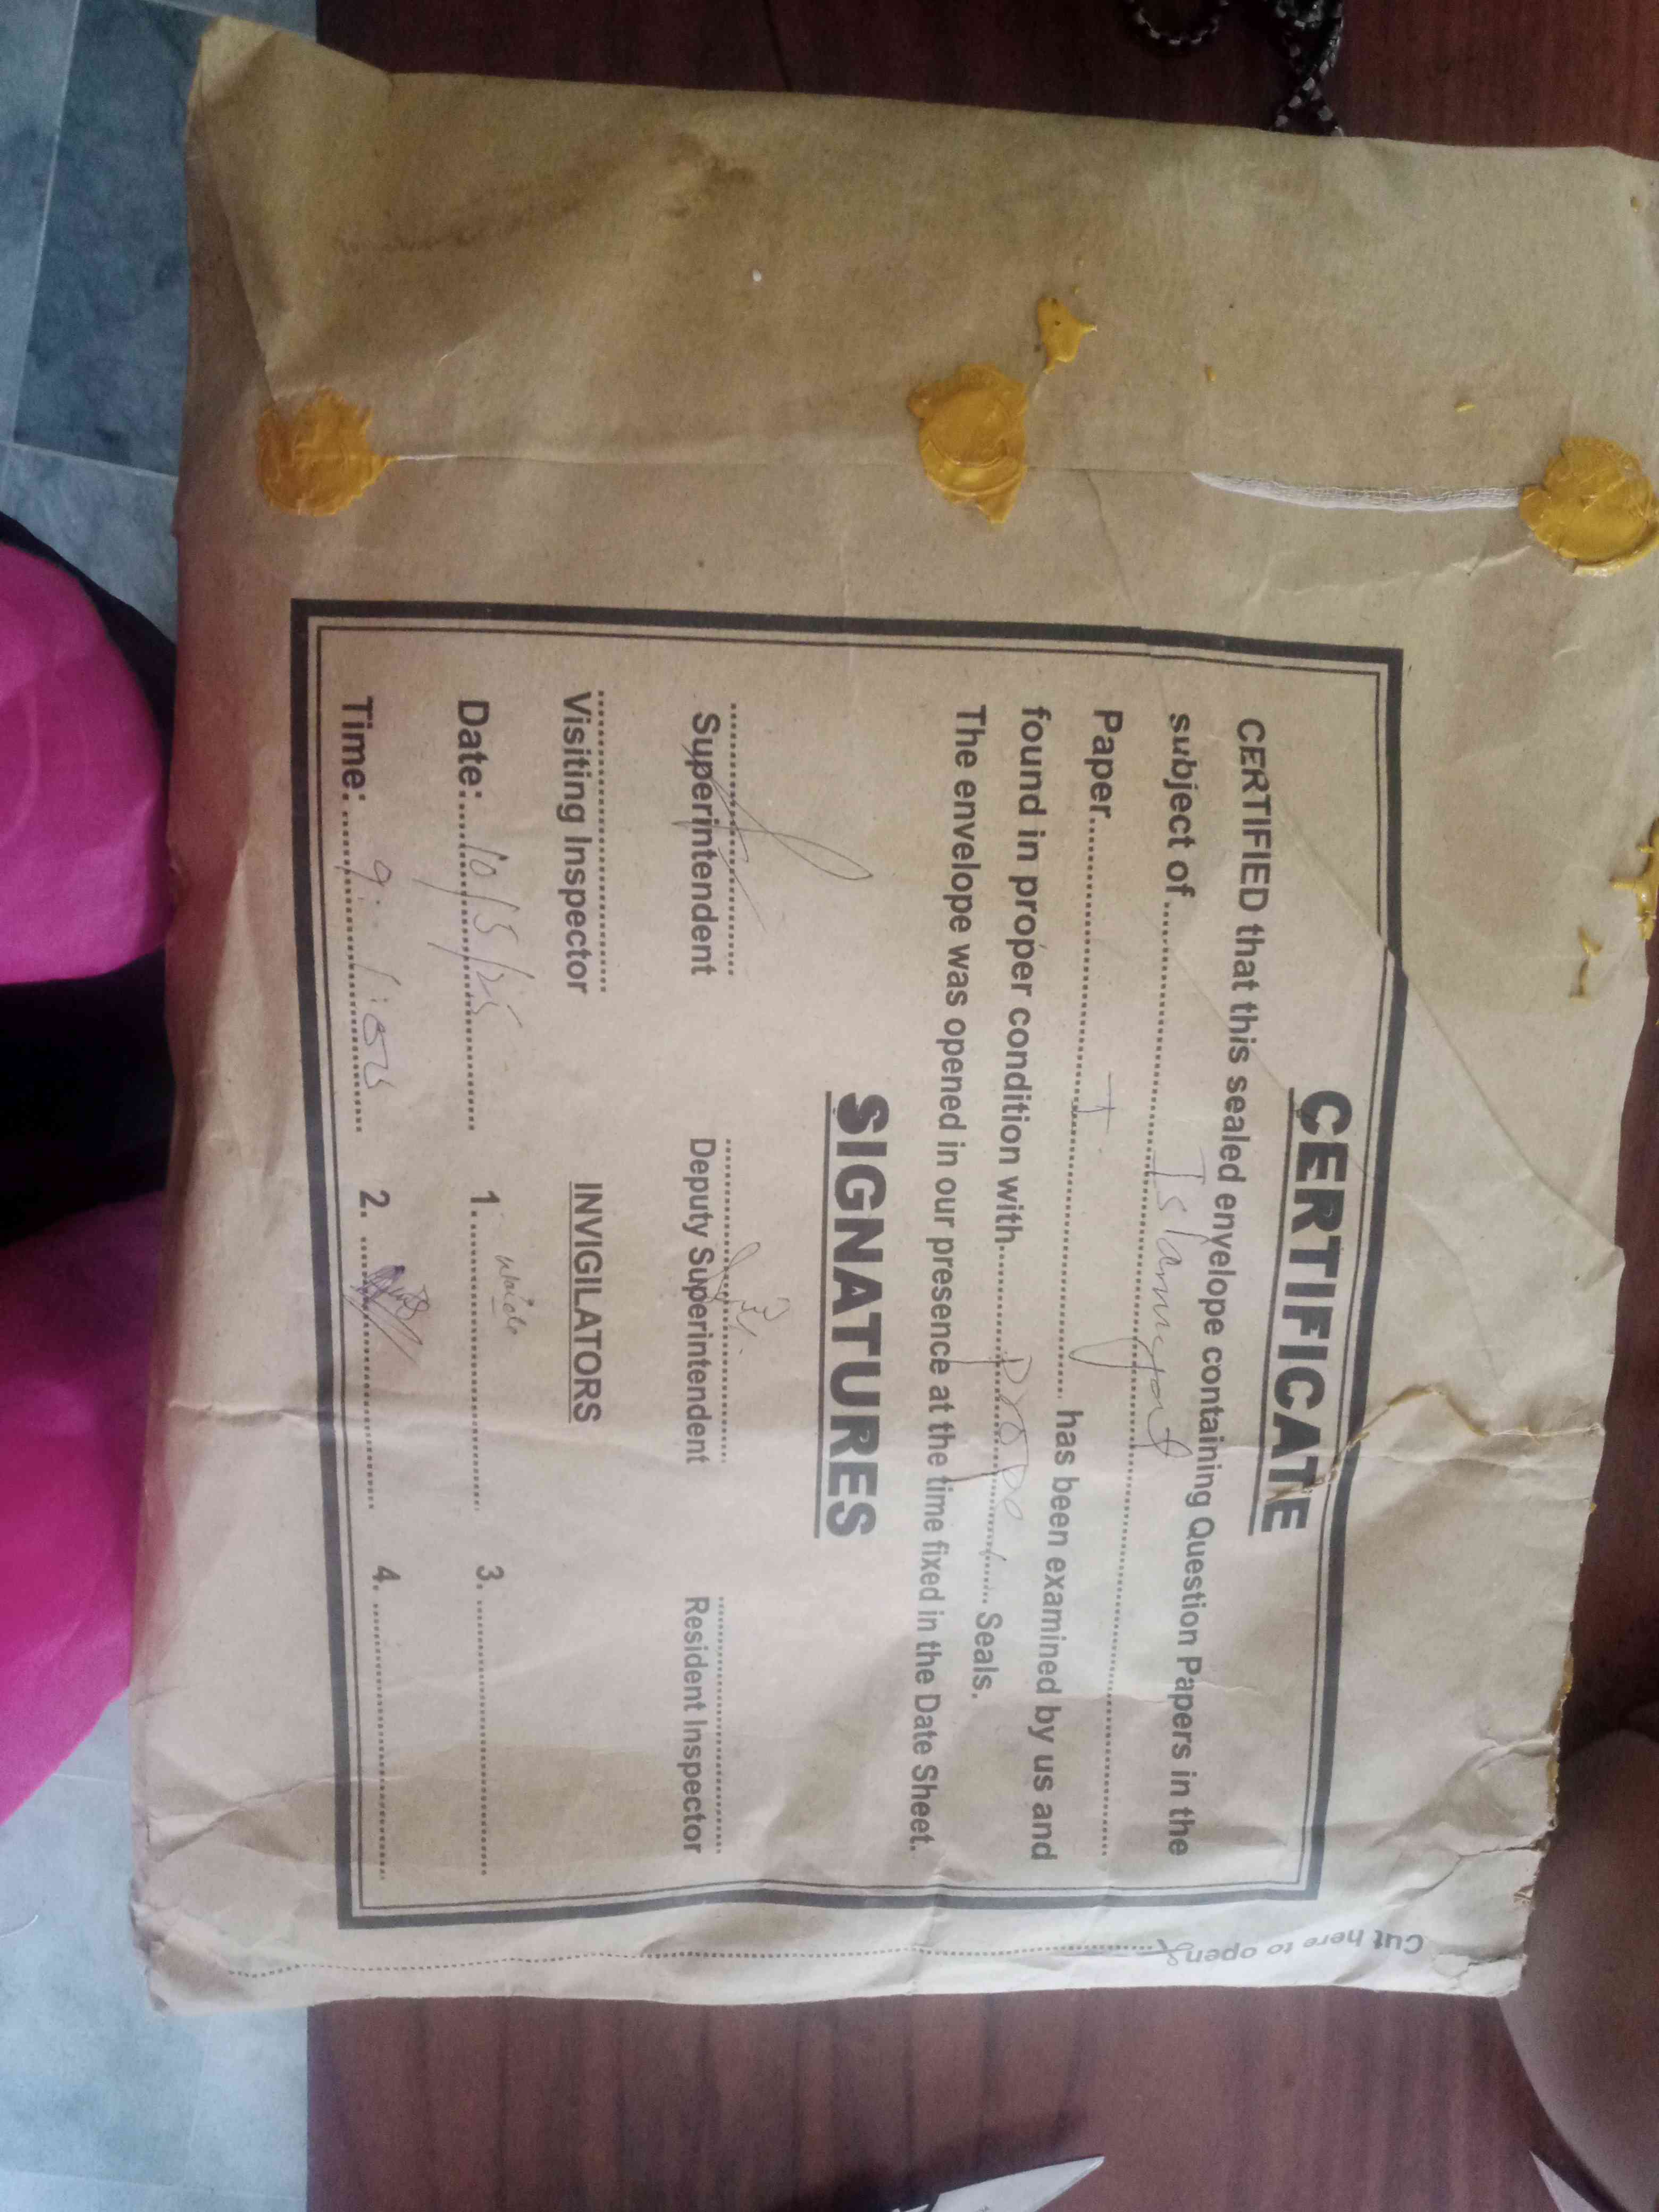 CERTIFICATE
CERTIFIED that this sealed envelope containing Question Papers in the
subject of.......... Islamiyat ..........
Paper.......... I .......... has been examined by us and
found in proper condition with.......... Seals.
The envelope was opened in our presence at the time fixed in the Date Sheet.
SIGNATURES
Superintendent Deputy Superintendent Resident Inspector
Visiting Inspector INVIGILATORS
Date:..... 10/5/25 ..... 1. .......... 3. ..........
Time: .......... 2. .......... 4. ..........
Cut here to open